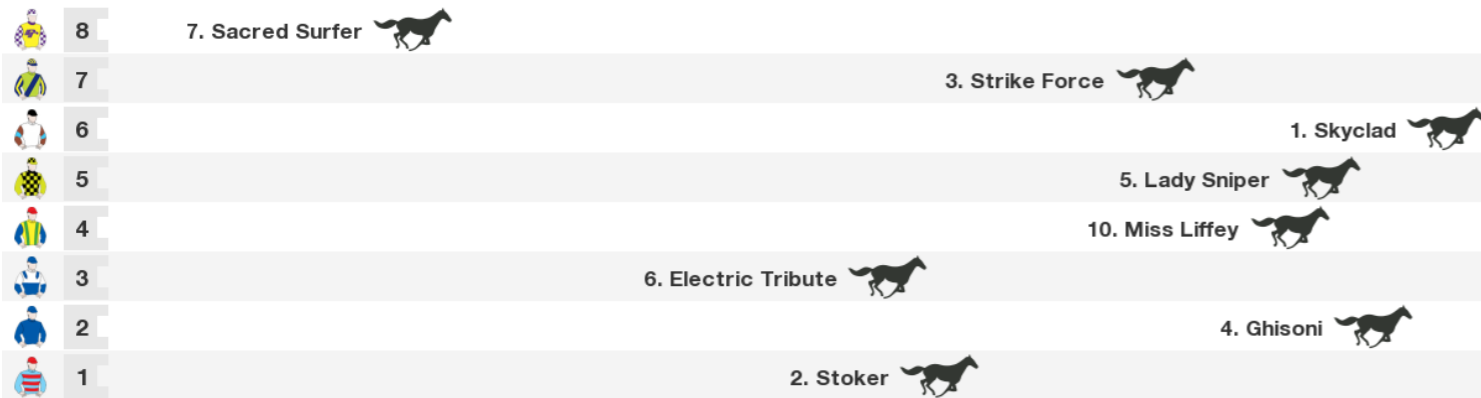 8 7. Sacred Surfer
7 3. Strike Force
6 1. Skyclad
5 5. Lady Sniper
4 10. Miss Liffey
3 6. Electric Tribute
2 4. Ghisoni
1 2. Stoker